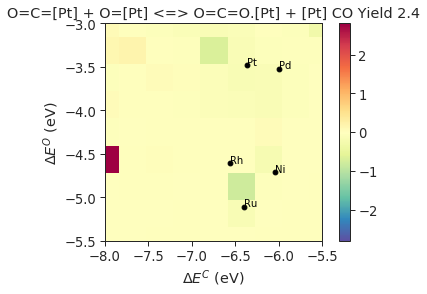 O=C=[Pt] + O=[Pt] <=> O=C=O.[Pt] + [Pt] CO Yield 2.4
−3.0
−3.5
−4.0
−4.5
−5.0
−5.5
ΔE^O (eV)
Pt
Pd
Rh
Ni
Ru
−8.0 −7.5 −7.0 −6.5 −6.0 −5.5
ΔE^C (eV)
2
1
0
−1
−2